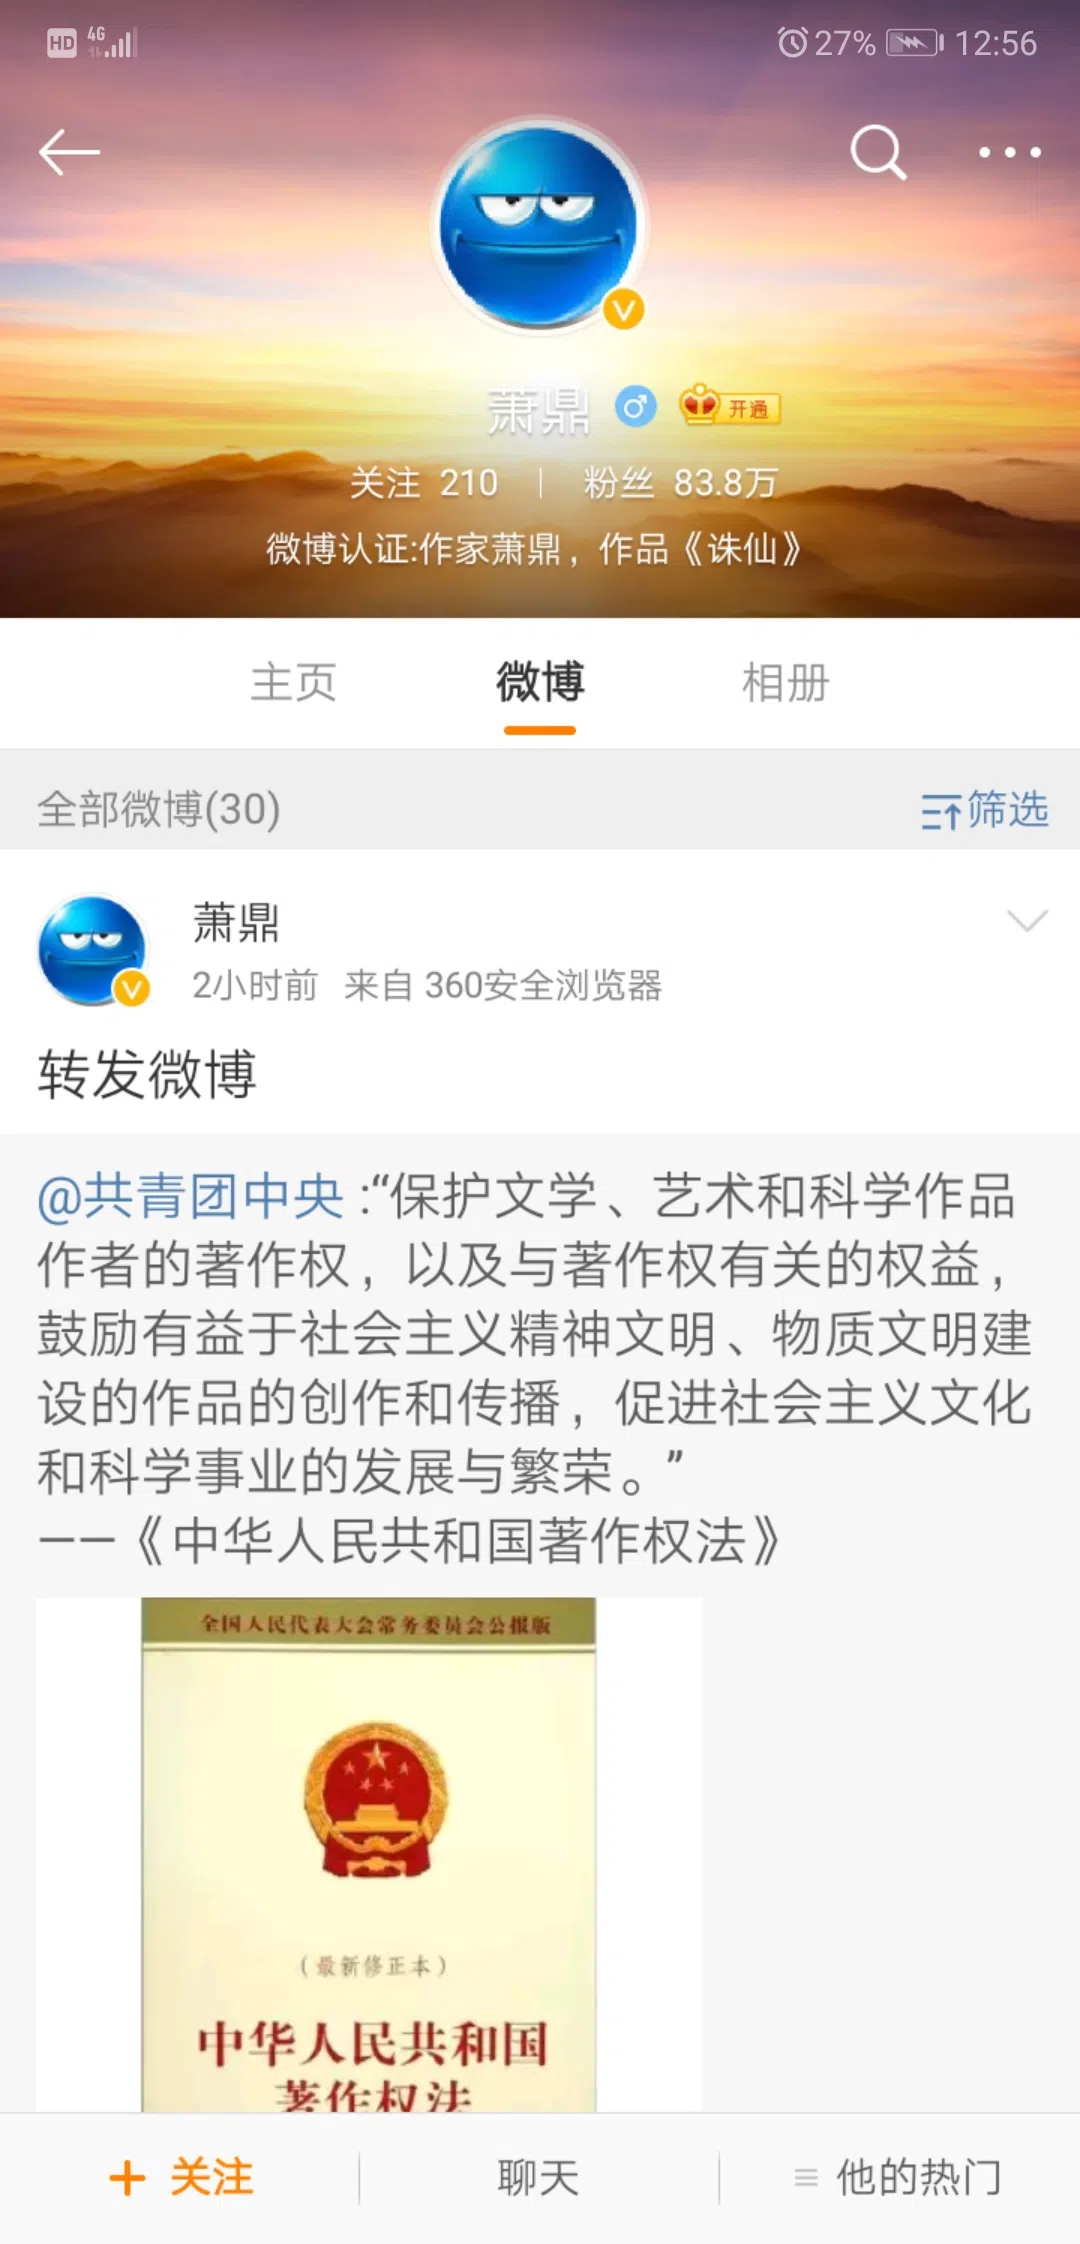 HD 4G 27% 12:56
萧鼎 开通
关注 210 | 粉丝 83.8万
微博认证:作家萧鼎，作品《诛仙》
主页 微博 相册
全部微博(30) 筛选
萧鼎
2小时前 来自 360安全浏览器
转发微博
@共青团中央 :“保护文学、艺术和科学作品
作者的著作权，以及与著作权有关的权益，
鼓励有益于社会主义精神文明、物质文明建
设的作品的创作和传播，促进社会主义文化
和科学事业的发展与繁荣。”
——《中华人民共和国著作权法》
全国人民代表大会常务委员会公报版
（最新修正本）
中华人民共和国
著作权法
+ 关注 聊天 他的热门